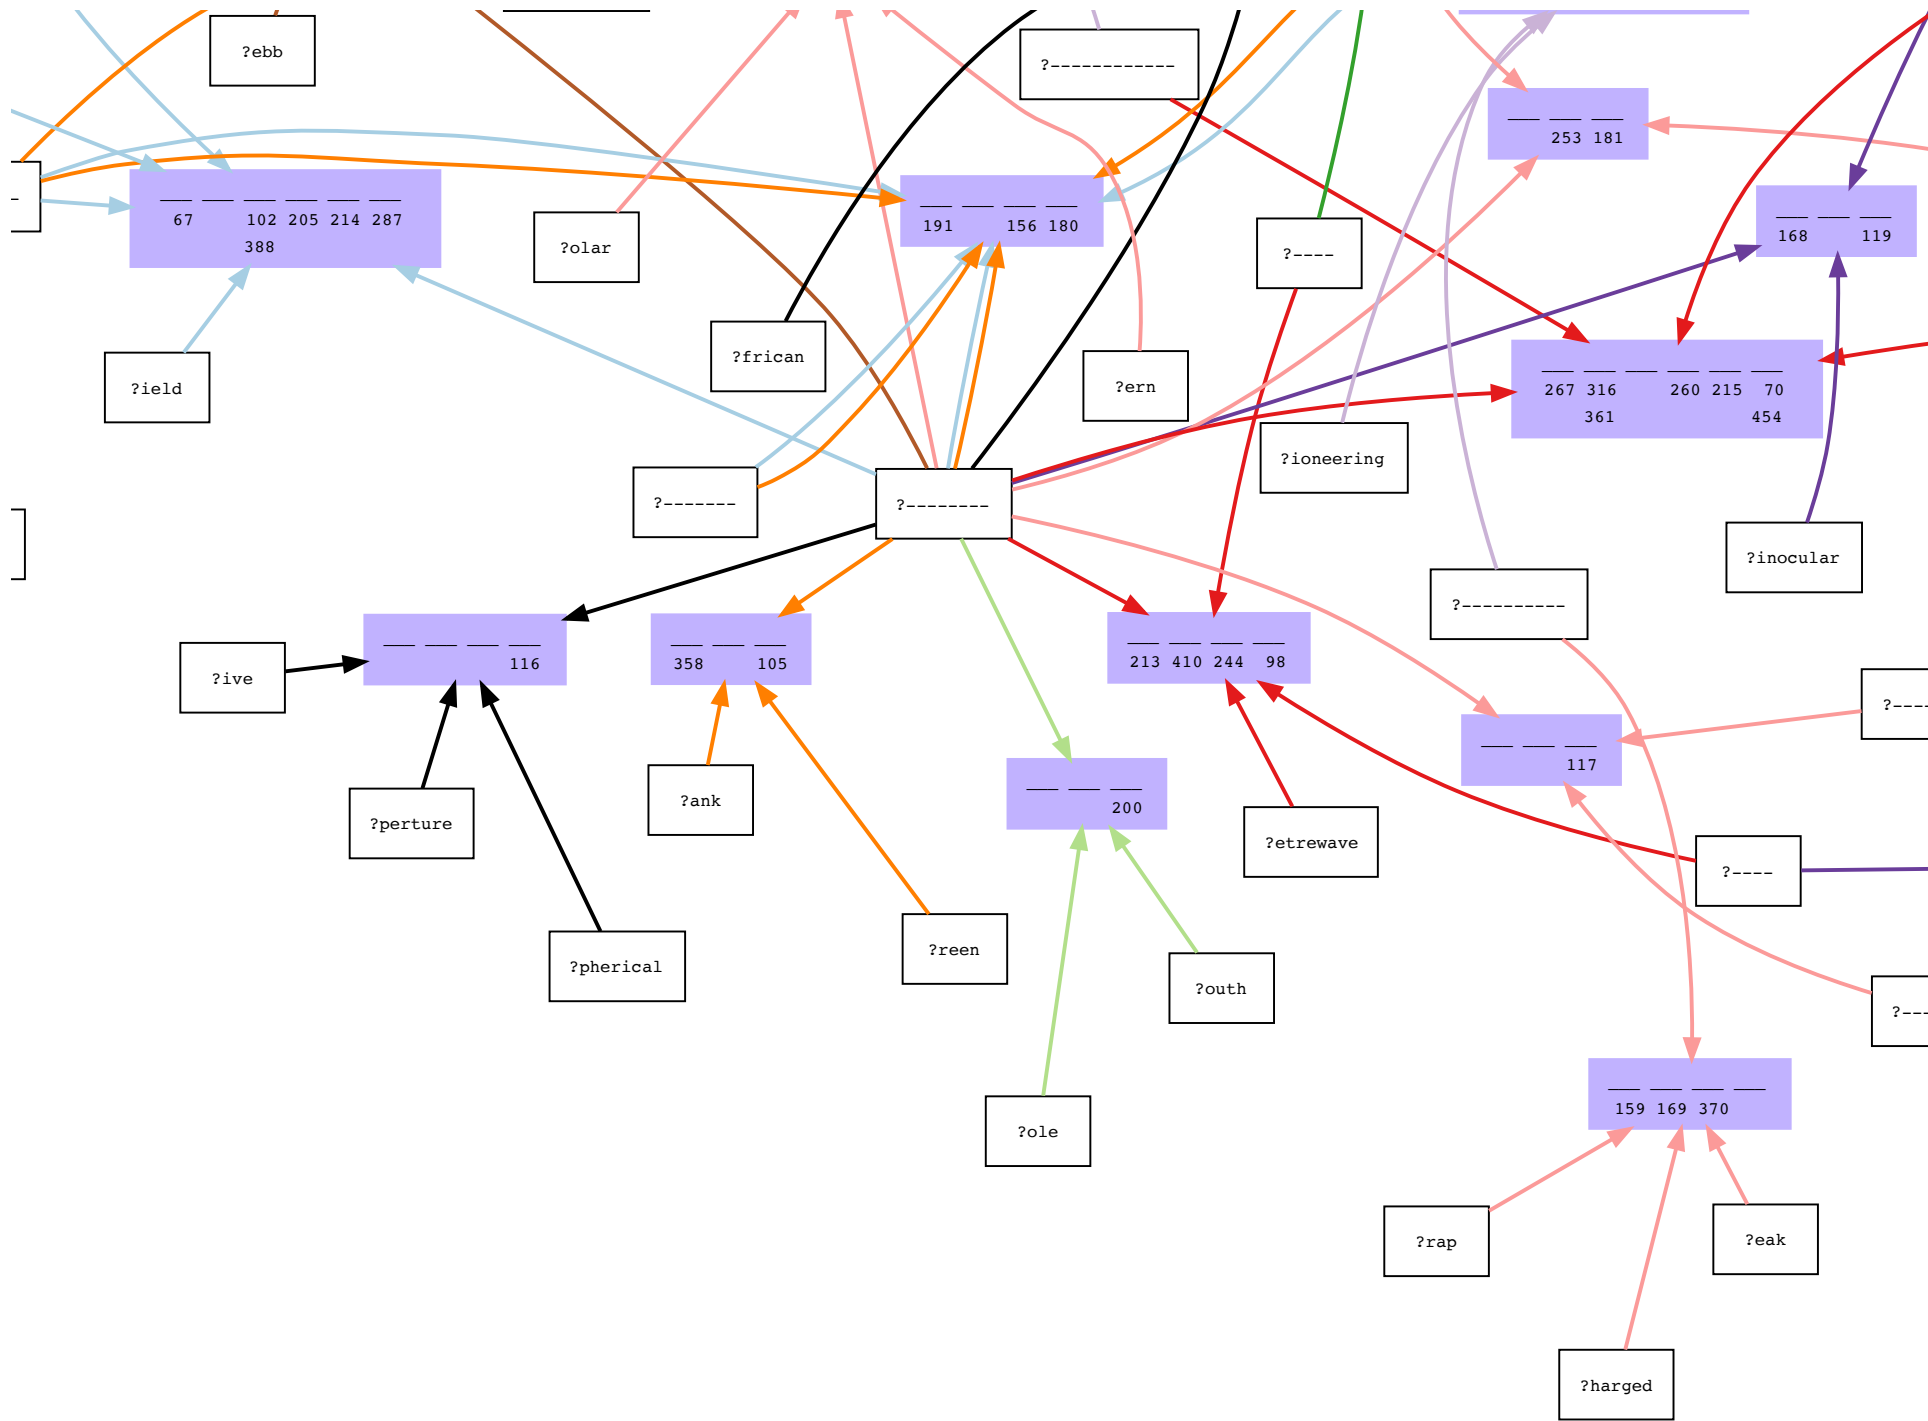 ?ebb
?------------
___ ___ ___
253 181
___ ___ ___ ___ ___ ___
67 102 205 214 287
388
___ ___ ___ ___
191 156 180
___ ___ ___
168 119
?olar
?----
?frican
?ern
?ield
___ ___ ___ ___ ___ ___
267 316 260 215 70
361 454
?ioneering
?-------
?--------
?inocular
?----------
___ ___ ___ ___
116
___ ___ ___
358 105
___ ___ ___ ___
213 410 244 98
?ive
___ ___ ___
117
?----
?ank
___ ___ ___
200
?perture
?etrewave
?----
?reen
?pherical
?outh
?---
?ole
___ ___ ___ ___
159 169 370
?rap
?eak
?harged